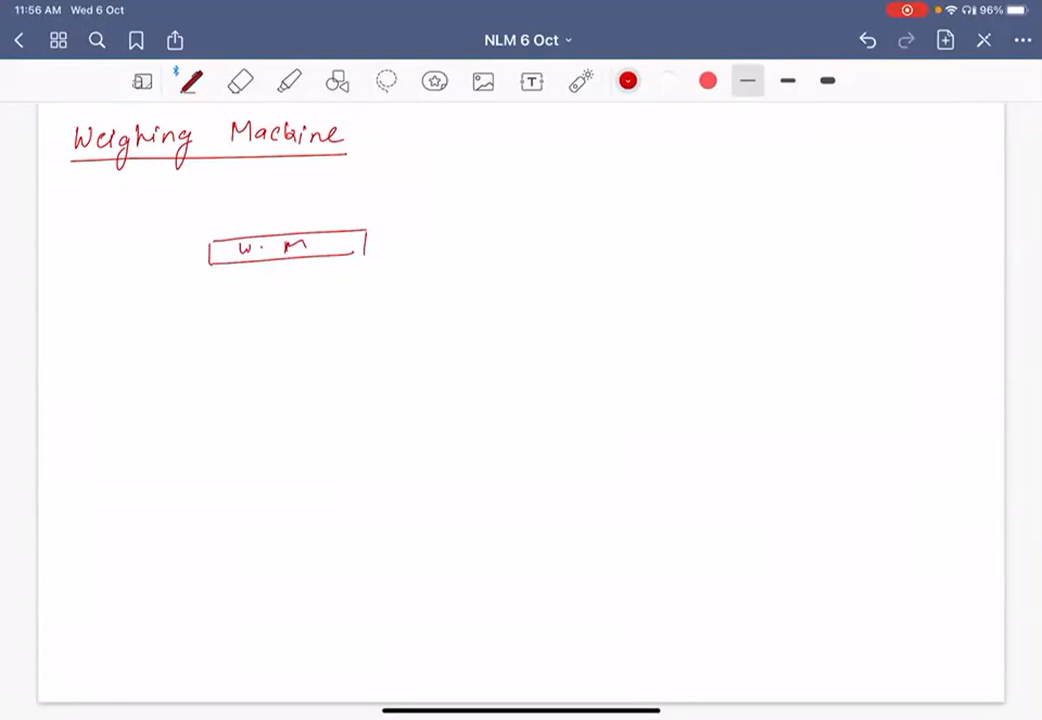 11:56 AM Wed 6 Oct
96%
NLM 6 Oct
T
Weighing Machine
W. M